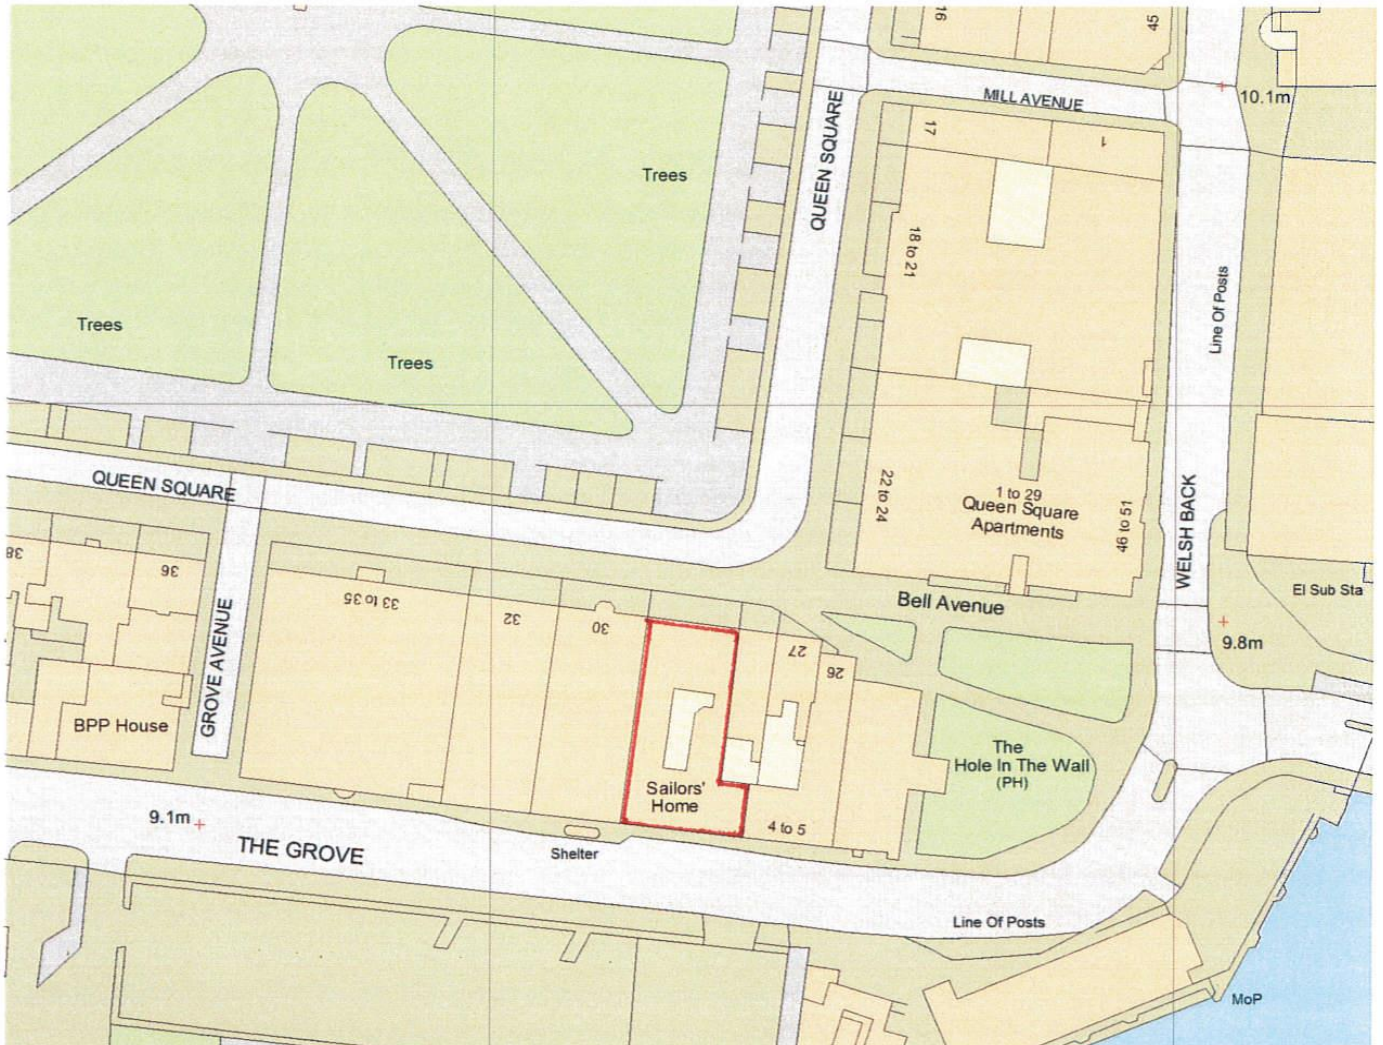 16
45
MILL AVENUE
10.1m
QUEEN SQUARE
17
1
Trees
18 to 21
Line Of Posts
Trees
Trees
QUEEN SQUARE
22 to 24
1 to 29
Queen Square
Apartments
46 to 51
WELSH BACK
38
36
33 to 35
32
30
Bell Avenue
El Sub Sta
9.8m
27
26
GROVE AVENUE
BPP House
The
Hole In The Wall
(PH)
Sailors'
Home
4 to 5
9.1m
THE GROVE
Shelter
Line Of Posts
MoP